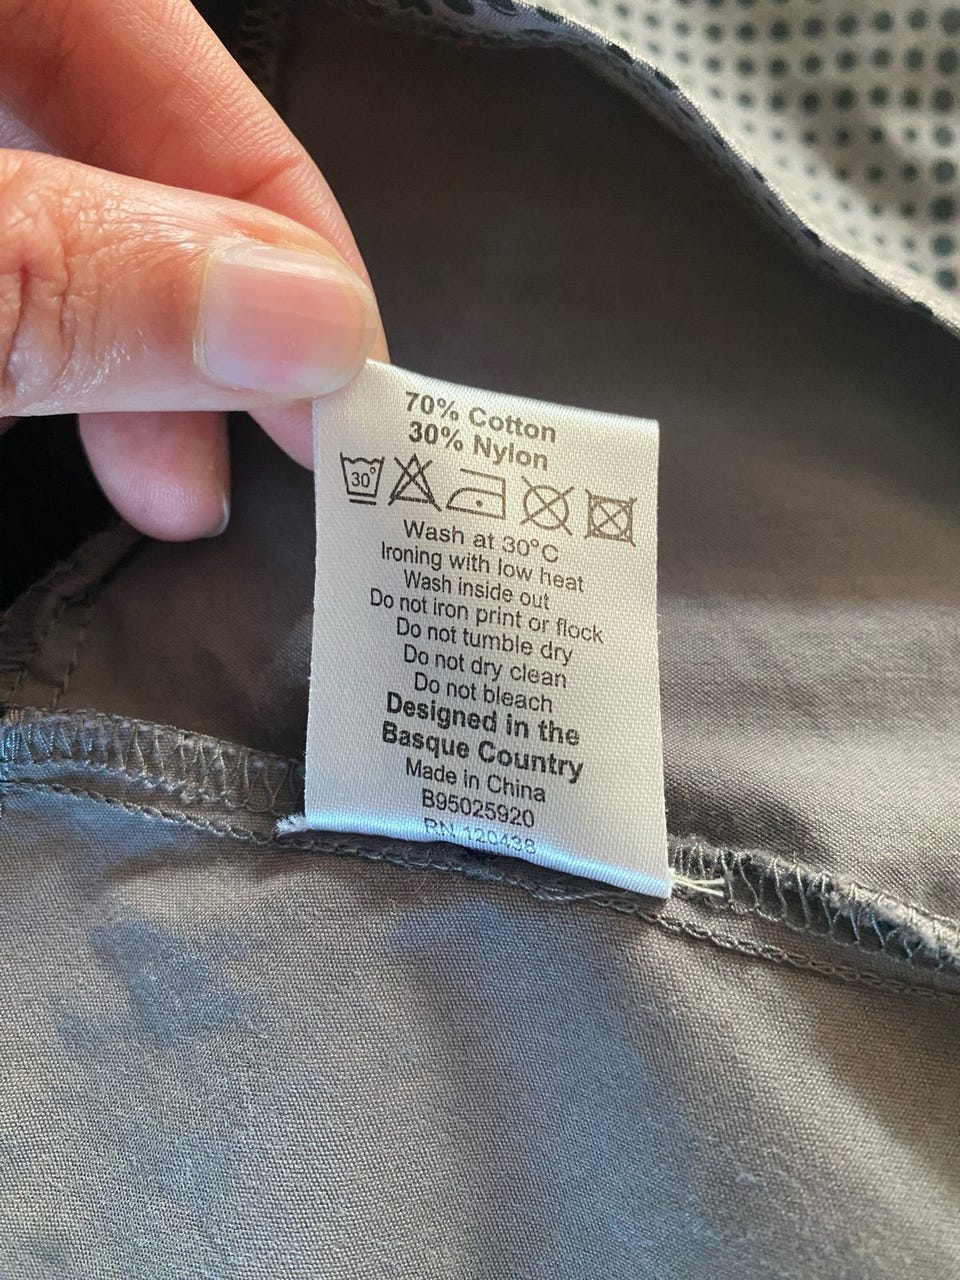 70% Cotton
30% Nylon
30°
Wash at 30°C
Ironing with low heat
Wash inside out
Do not iron print or flock
Do not tumble dry
Do not dry clean
Do not bleach
Designed in the
Basque Country
Made in China
B95025920
RN 120438